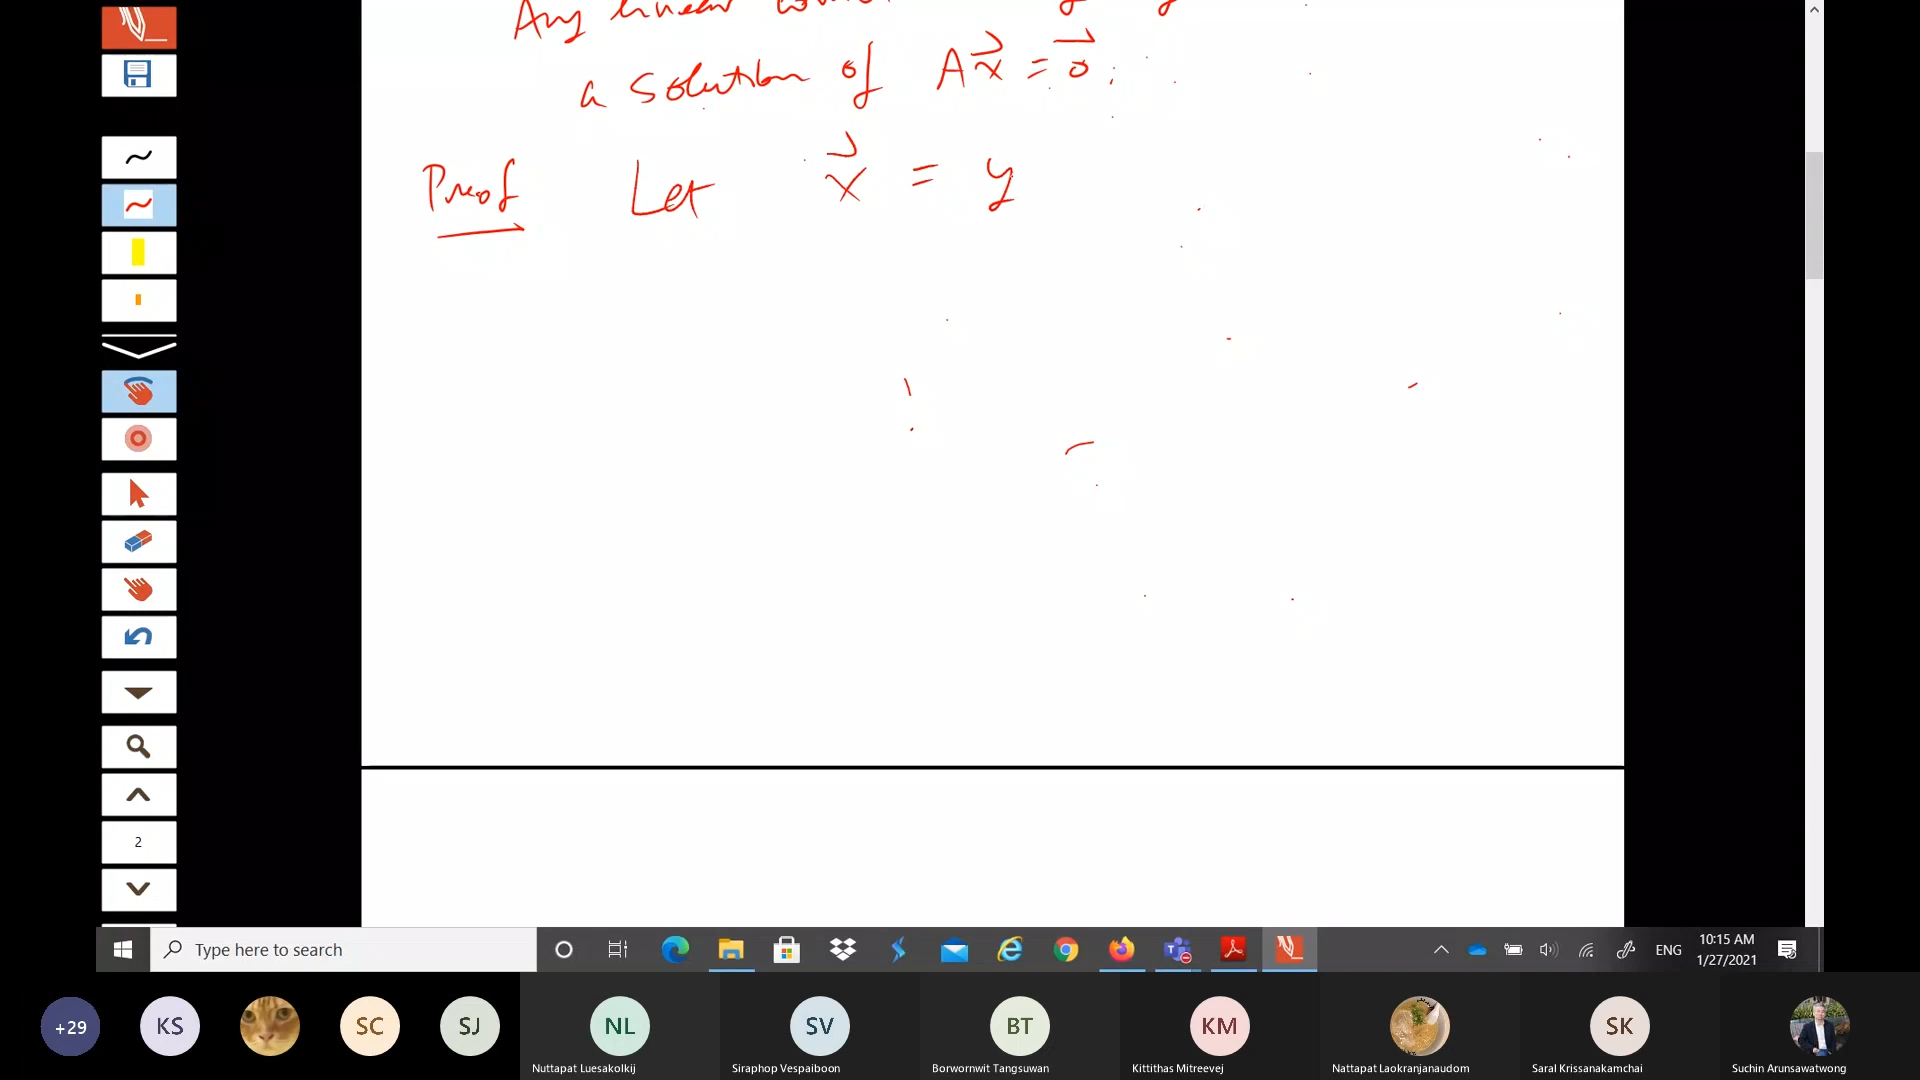 Any linear
a solution of Ax⃗ = 0⃗.
Proof Let x⃗ = y
2
Type here to search
ENG
10:15 AM
1/27/2021
+29
KS
SC
SJ
NL
SV
BT
KM
SK
Nuttapat Luesakolkij
Siraphop Vespaiboon
Borwornwit Tangsuwan
Kittithas Mitreevej
Nattapat Laokranjanaudom
Saral Krissanakamchai
Suchin Arunsawatwong